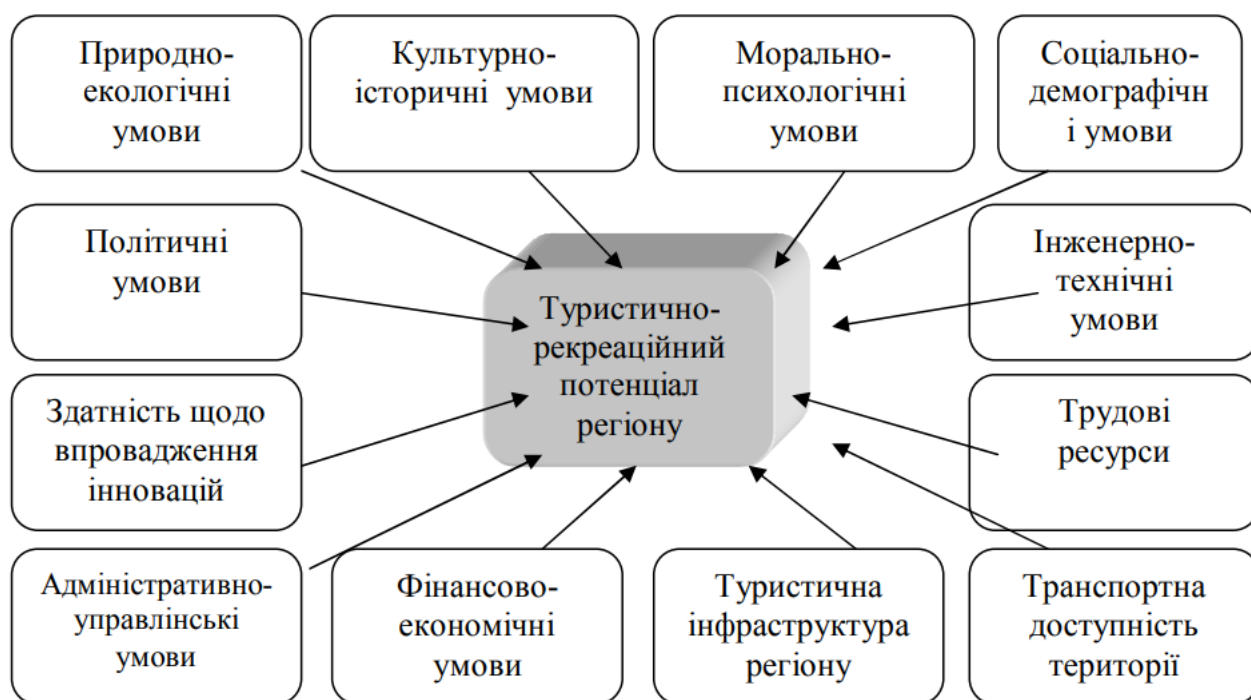 Природно-
екологічні
умови
Культурно-
історичні умови
Морально-
психологічні
умови
Соціально-
демографічн
і умови
Політичні
умови
Туристично-
рекреаційний
потенціал
регіону
Інженерно-
технічні
умови
Здатність щодо
впровадження
інновацій
Трудові
ресурси
Адміністративно-
управлінські
умови
Фінансово-
економічні
умови
Туристична
інфраструктура
регіону
Транспортна
доступність
території